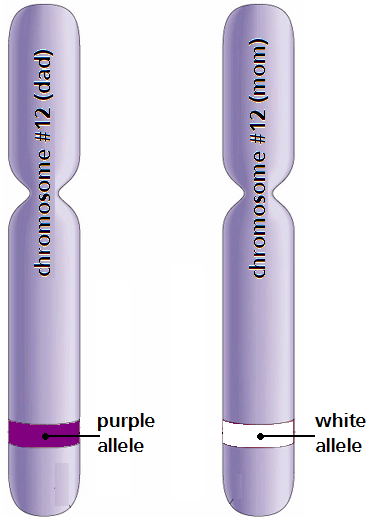 chromosome #12 (dad)
chromosome #12 (mom)
purple
allele
white
allele